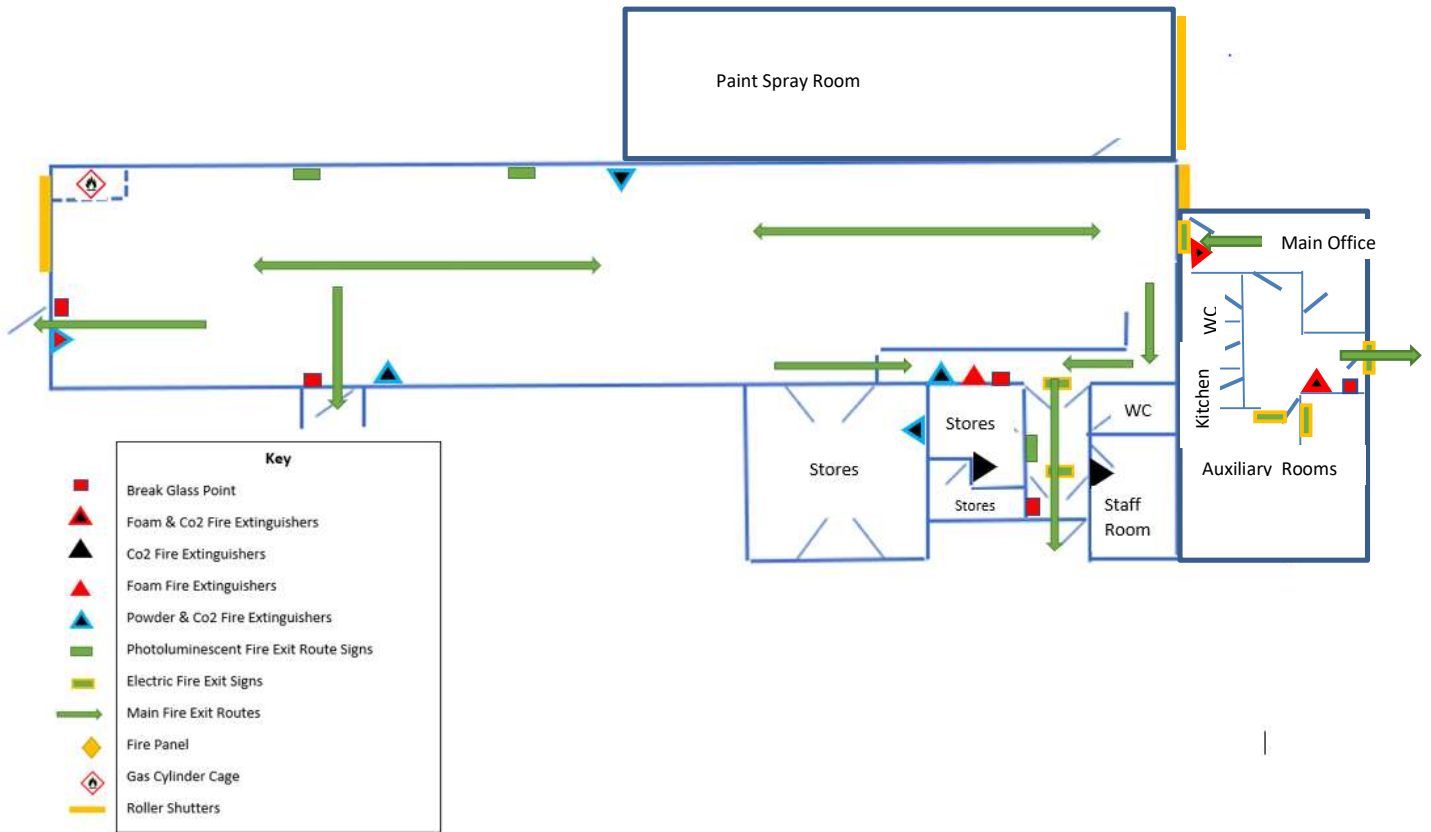 Paint Spray Room
Main Office
WC
Kitchen
Auxiliary Rooms
Stores
Stores
Stores
WC
Staff
Room
Key
Break Glass Point
Foam & Co2 Fire Extinguishers
Co2 Fire Extinguishers
Foam Fire Extinguishers
Powder & Co2 Fire Extinguishers
Photoluminescent Fire Exit Route Signs
Electric Fire Exit Signs
Main Fire Exit Routes
Fire Panel
Gas Cylinder Cage
Roller Shutters